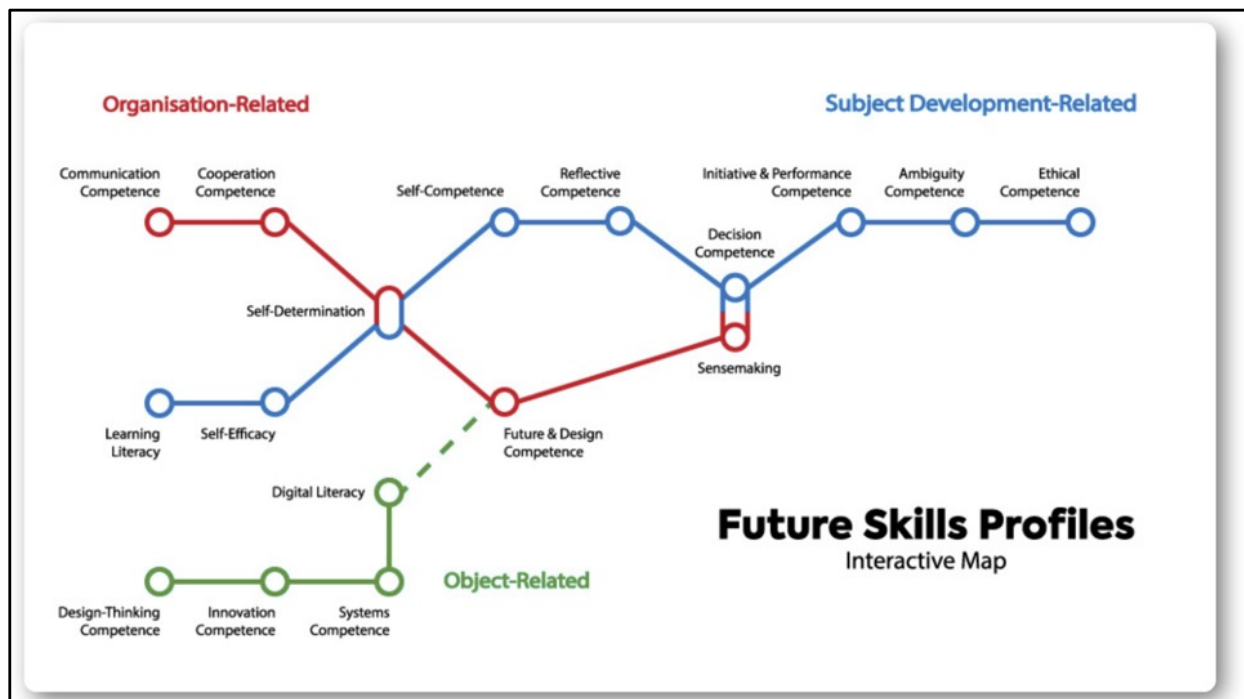 Organisation-Related
Subject Development-Related
Communication
Competence
Cooperation
Competence
Self-Competence
Reflective
Competence
Initiative & Performance
Competence
Ambiguity
Competence
Ethical
Competence
Decision
Competence
Self-Determination
Sensemaking
Learning
Literacy
Self-Efficacy
Future & Design
Competence
Digital Literacy
Future Skills Profiles
Interactive Map
Object-Related
Design-Thinking
Competence
Innovation
Competence
Systems
Competence